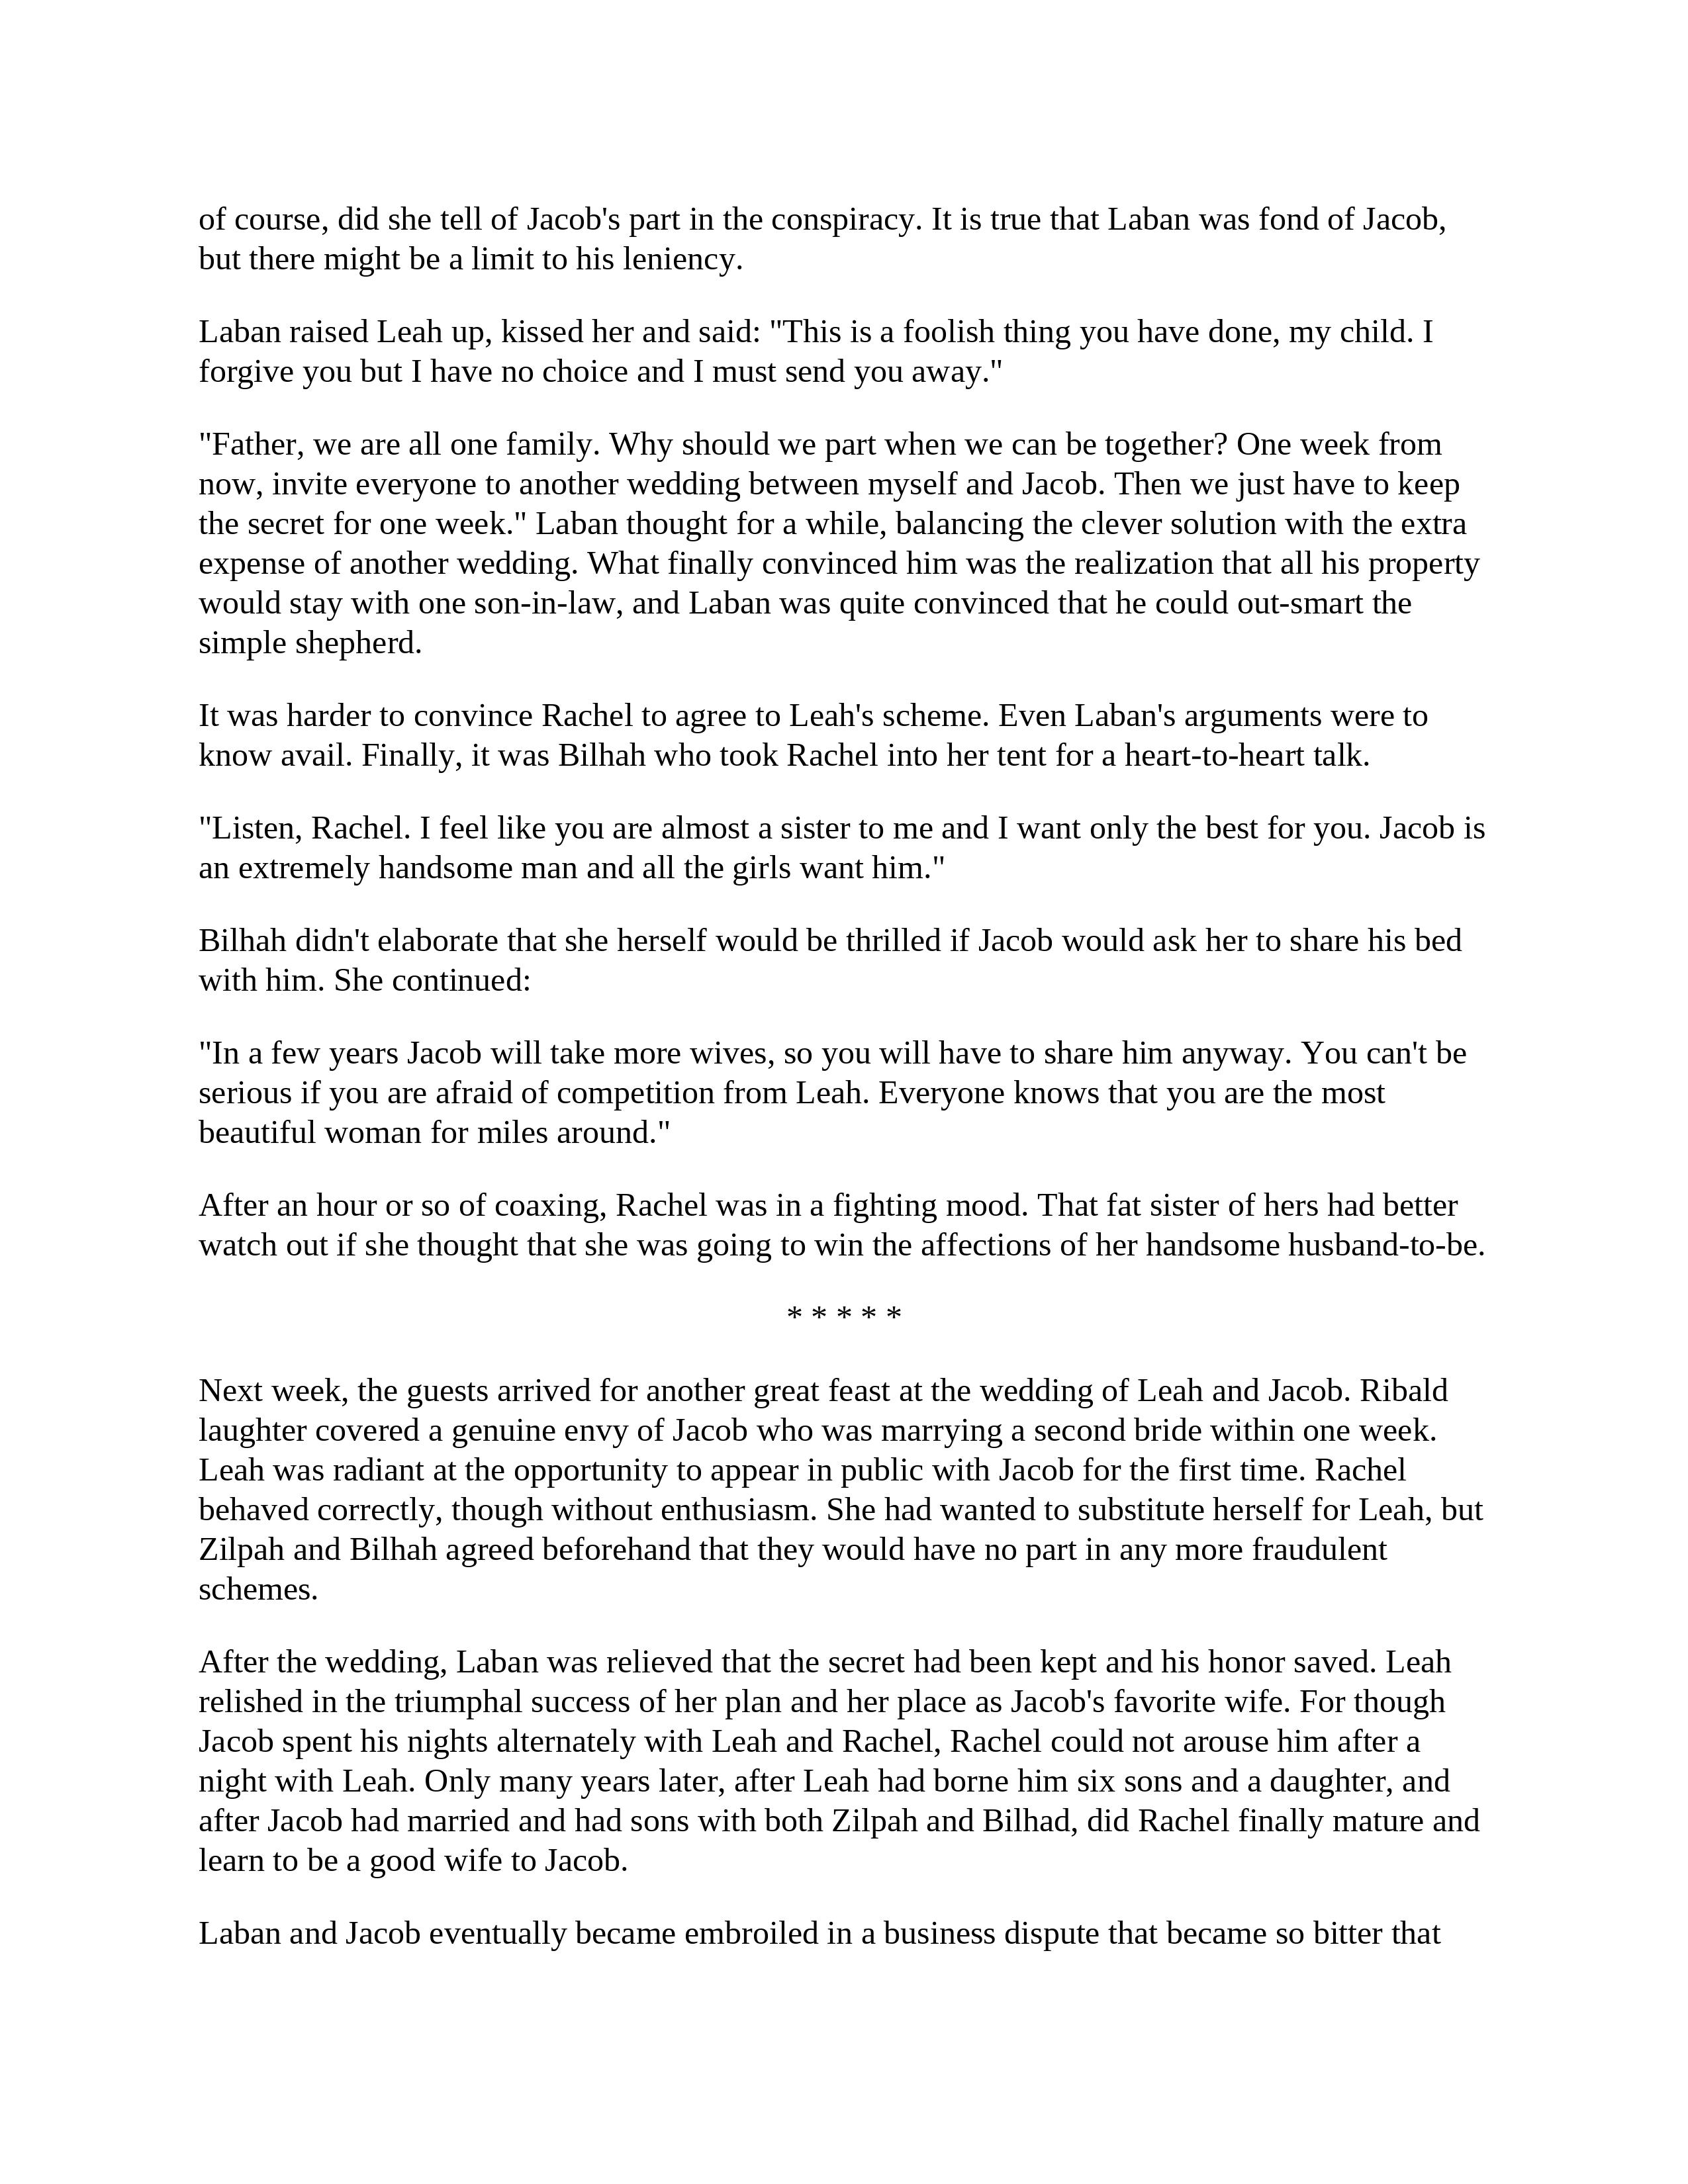 of course, did she tell of Jacob's part in the conspiracy. It is true that Laban was fond of Jacob,
but there might be a limit to his leniency.
Laban raised Leah up, kissed her and said: "This is a foolish thing you have done, my child. I
forgive you but I have no choice and I must send you away."
"Father, we are all one family. Why should we part when we can be together? One week from
now, invite everyone to another wedding between myself and Jacob. Then we just have to keep
the secret for one week." Laban thought for a while, balancing the clever solution with the extra
expense of another wedding. What finally convinced him was the realization that all his property
would stay with one son-in-law, and Laban was quite convinced that he could out-smart the
simple shepherd.
It was harder to convince Rachel to agree to Leah's scheme. Even Laban's arguments were to
know avail. Finally, it was Bilhah who took Rachel into her tent for a heart-to-heart talk.
"Listen, Rachel. I feel like you are almost a sister to me and I want only the best for you. Jacob is
an extremely handsome man and all the girls want him."
Bilhah didn't elaborate that she herself would be thrilled if Jacob would ask her to share his bed
with him. She continued:
"In a few years Jacob will take more wives, so you will have to share him anyway. You can't be
serious if you are afraid of competition from Leah. Everyone knows that you are the most
beautiful woman for miles around."
After an hour or so of coaxing, Rachel was in a fighting mood. That fat sister of hers had better
watch out if she thought that she was going to win the affections of her handsome husband-to-be.
* * * * *
Next week, the guests arrived for another great feast at the wedding of Leah and Jacob. Ribald
laughter covered a genuine envy of Jacob who was marrying a second bride within one week.
Leah was radiant at the opportunity to appear in public with Jacob for the first time. Rachel
behaved correctly, though without enthusiasm. She had wanted to substitute herself for Leah, but
Zilpah and Bilhah agreed beforehand that they would have no part in any more fraudulent
schemes.
After the wedding, Laban was relieved that the secret had been kept and his honor saved. Leah
relished in the triumphal success of her plan and her place as Jacob's favorite wife. For though
Jacob spent his nights alternately with Leah and Rachel, Rachel could not arouse him after a
night with Leah. Only many years later, after Leah had borne him six sons and a daughter, and
after Jacob had married and had sons with both Zilpah and Bilhad, did Rachel finally mature and
learn to be a good wife to Jacob.
Laban and Jacob eventually became embroiled in a business dispute that became so bitter that